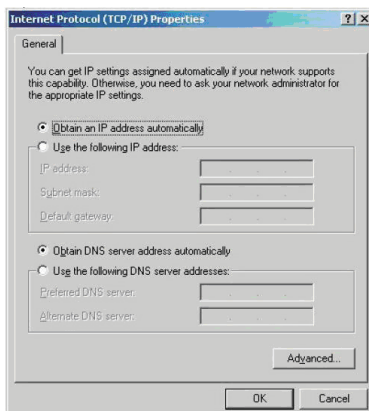 Internet Protocol (TCP/IP) Properties
? X
General
You can get IP settings assigned automatically if your network supports
this capability. Otherwise, you need to ask your network administrator for
the appropriate IP settings.
Obtain an IP address automatically
Use the following IP address:
IP address:
Subnet mask:
Default gateway:
Obtain DNS server address automatically
Use the following DNS server addresses:
Preferred DNS server:
Alternate DNS server:
Advanced...
OK Cancel